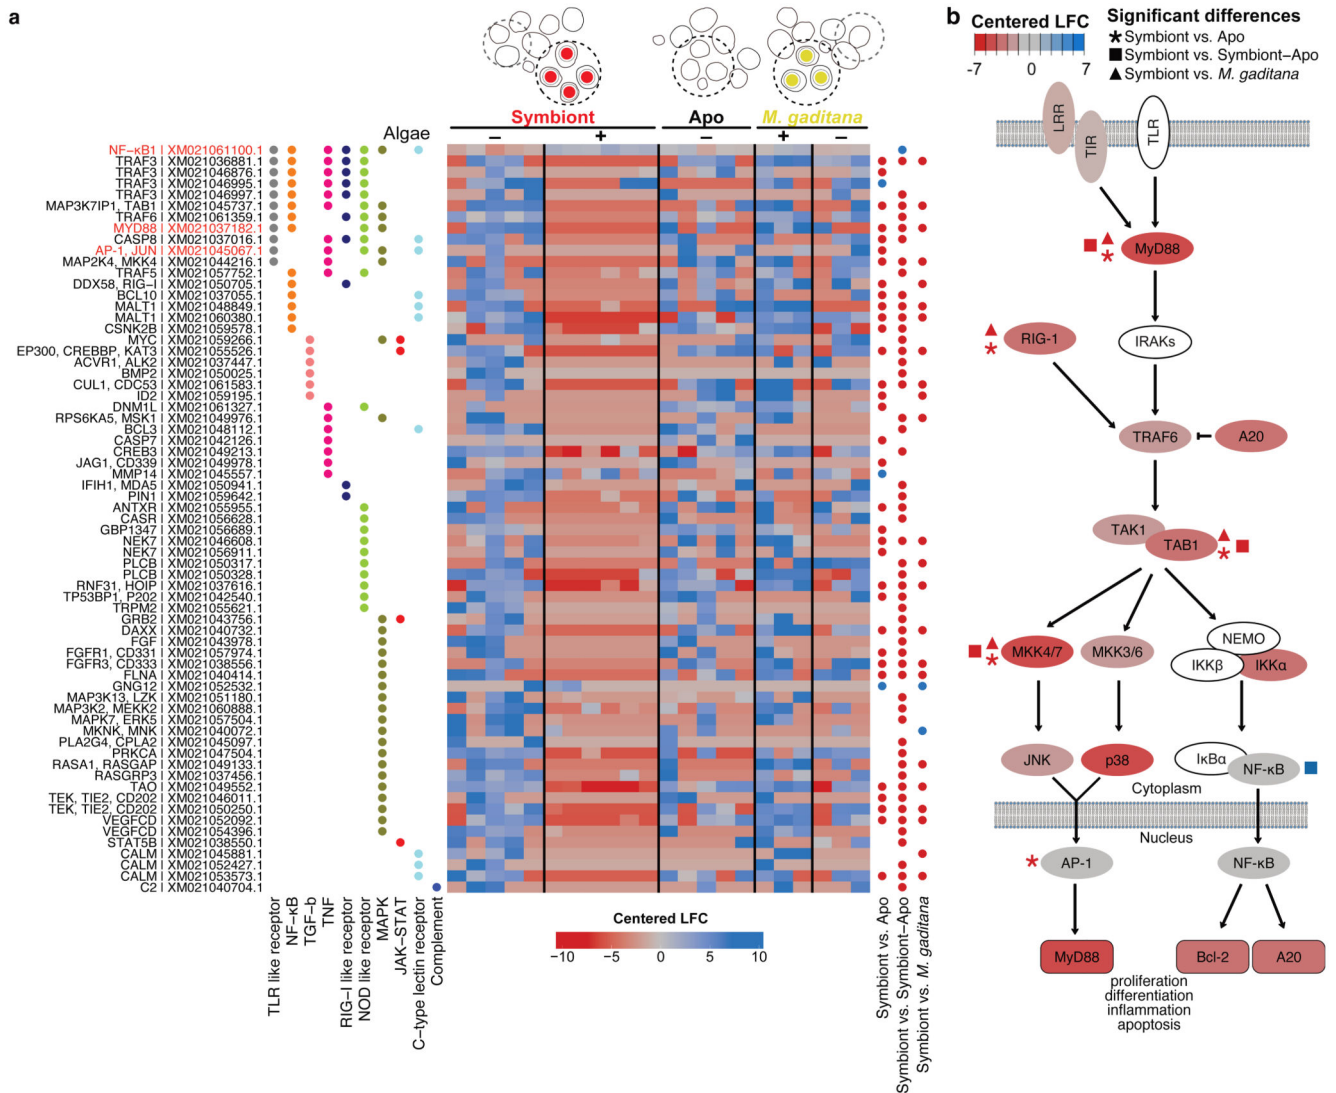 a
Symbiont
Apo
M. gaditana
Algae
−
+
−
+
−
NF−κB1 | XM021061100.1
TRAF3 | XM021036881.1
TRAF3 | XM021046876.1
TRAF3 | XM021046995.1
TRAF3 | XM021046997.1
MAP3K7IP1, TAB1 | XM021045737.1
TRAF6 | XM021061359.1
MYD88 | XM021037182.1
CASP8 | XM021037016.1
AP-1, JUN | XM021045067.1
MAP2K4, MKK4 | XM021044216.1
TRAF5 | XM021057752.1
DDX58, RIG−I | XM021050705.1
BCL10 | XM021037055.1
MALT1 | XM021048849.1
MALT1 | XM021060380.1
CSNK2B | XM021059578.1
MYC | XM021059266.1
EP300, CREBBP, KAT3 | XM021055526.1
ACVR1, ALK2 | XM021037447.1
BMP2 | XM021050025.1
CUL1, CDC53 | XM021061583.1
ID2 | XM021059195.1
DNM1L | XM021061327.1
RPS6KA5, MSK1 | XM021049976.1
BCL3 | XM021048112.1
CASP7 | XM021042126.1
CREB3 | XM021049213.1
JAG1, CD339 | XM021049978.1
MMP14 | XM021045557.1
IFIH1, MDA5 | XM021050941.1
PIN1 | XM021059642.1
ANTXR | XM021055955.1
CASR | XM021056628.1
GBP1347 | XM021056689.1
NEK7 | XM021046608.1
NEK7 | XM021056911.1
PLCB | XM021050317.1
PLCB | XM021050328.1
RNF31, HOIP | XM021037616.1
TP53BP1, P202 | XM021042540.1
TRPM2 | XM021055621.1
GRB2 | XM021043756.1
DAXX | XM021040732.1
FGF | XM021043978.1
FGFR1, CD331 | XM021057974.1
FGFR3, CD333 | XM021038556.1
FLNA | XM021040414.1
GNG12 | XM021052532.1
MAP3K13, LZK | XM021051180.1
MAP3K2, MEKK2 | XM021060888.1
MAPK7, ERK5 | XM021057504.1
MKNK, MNK | XM021040072.1
PLA2G4, CPLA2 | XM021045097.1
PRKCA | XM021047504.1
RASA1, RASGAP | XM021049133.1
RASGRP3 | XM021037456.1
TAO | XM021049552.1
TEK, TIE2, CD202 | XM021046011.1
TEK, TIE2, CD202 | XM021050250.1
VEGFCD | XM021052092.1
VEGFCD | XM021054396.1
STAT5B | XM021038550.1
CALM | XM021045881.1
CALM | XM021052427.1
CALM | XM021053573.1
C2 | XM021040704.1
TLR like receptor
NF−κB
TGF−b
TNF
RIG−I like receptor
NOD like receptor
MAPK
JAK−STAT
C−type lectin receptor
Complement
Centered LFC
−10
−5
0
5
10
Symbiont vs. Apo
Symbiont vs. Symbiont−Apo
Symbiont vs. M. gaditana
b
Centered LFC
-7
0
7
Significant differences
Symbiont vs. Apo
Symbiont vs. Symbiont−Apo
Symbiont vs. M. gaditana
LRR
TIR
TLR
MyD88
RIG-1
IRAKs
TRAF6
A20
TAK1
TAB1
MKK4/7
MKK3/6
NEMO
IKKβ
IKKα
JNK
p38
IκBα
NF-κB
Cytoplasm
Nucleus
AP-1
NF-κB
MyD88
Bcl-2
A20
proliferation
differentiation
inflammation
apoptosis